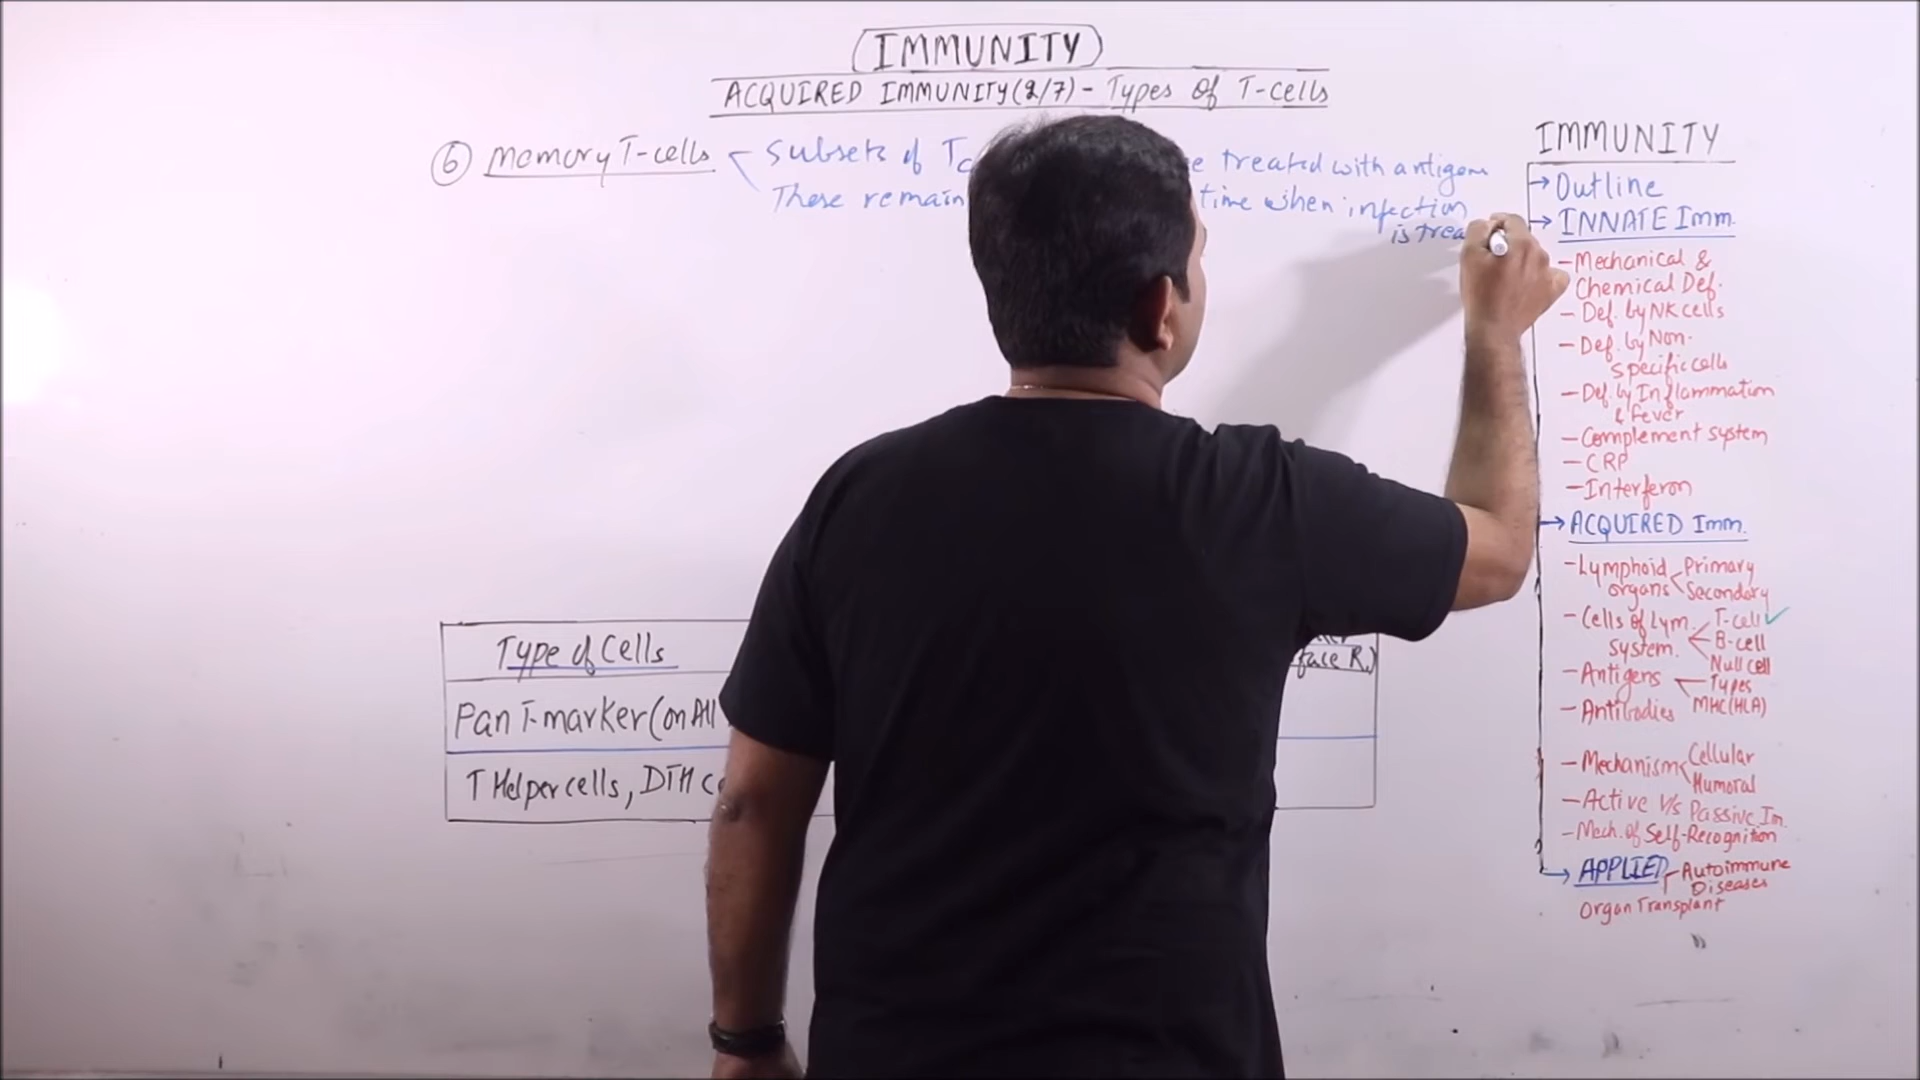 IMMUNITY
ACQUIRED IMMUNITY(2/7) - Types of T-cells
⑥ Memory T-cells
Subsets of Tc treated with antigens
These remain time when infection
is trea
Type of Cells
face R.)
Pan T-marker (on All
T Helper cells, DTH ce
IMMUNITY
→ Outline
→ INNATE Imm.
- Mechanical &
Chemical Def.
- Def. by NK cells
- Def. by Non-
specific cells
- Def. by Inflammation
& fever
- Complement system
- CRP
- Interferon
→ ACQUIRED Imm.
- Lymphoid organs
Primary
Secondary
- Cells of Lym. system.
T-cell ✓
B-cell
Null cell
- Antigens
Types
MHC (HLA)
- Antibodies
- Mechanism
Cellular
Humoral
- Active V/s Passive Im.
- Mech. of Self-Recognition
→ APPLIED
Autoimmune
Diseases
Organ Transplant